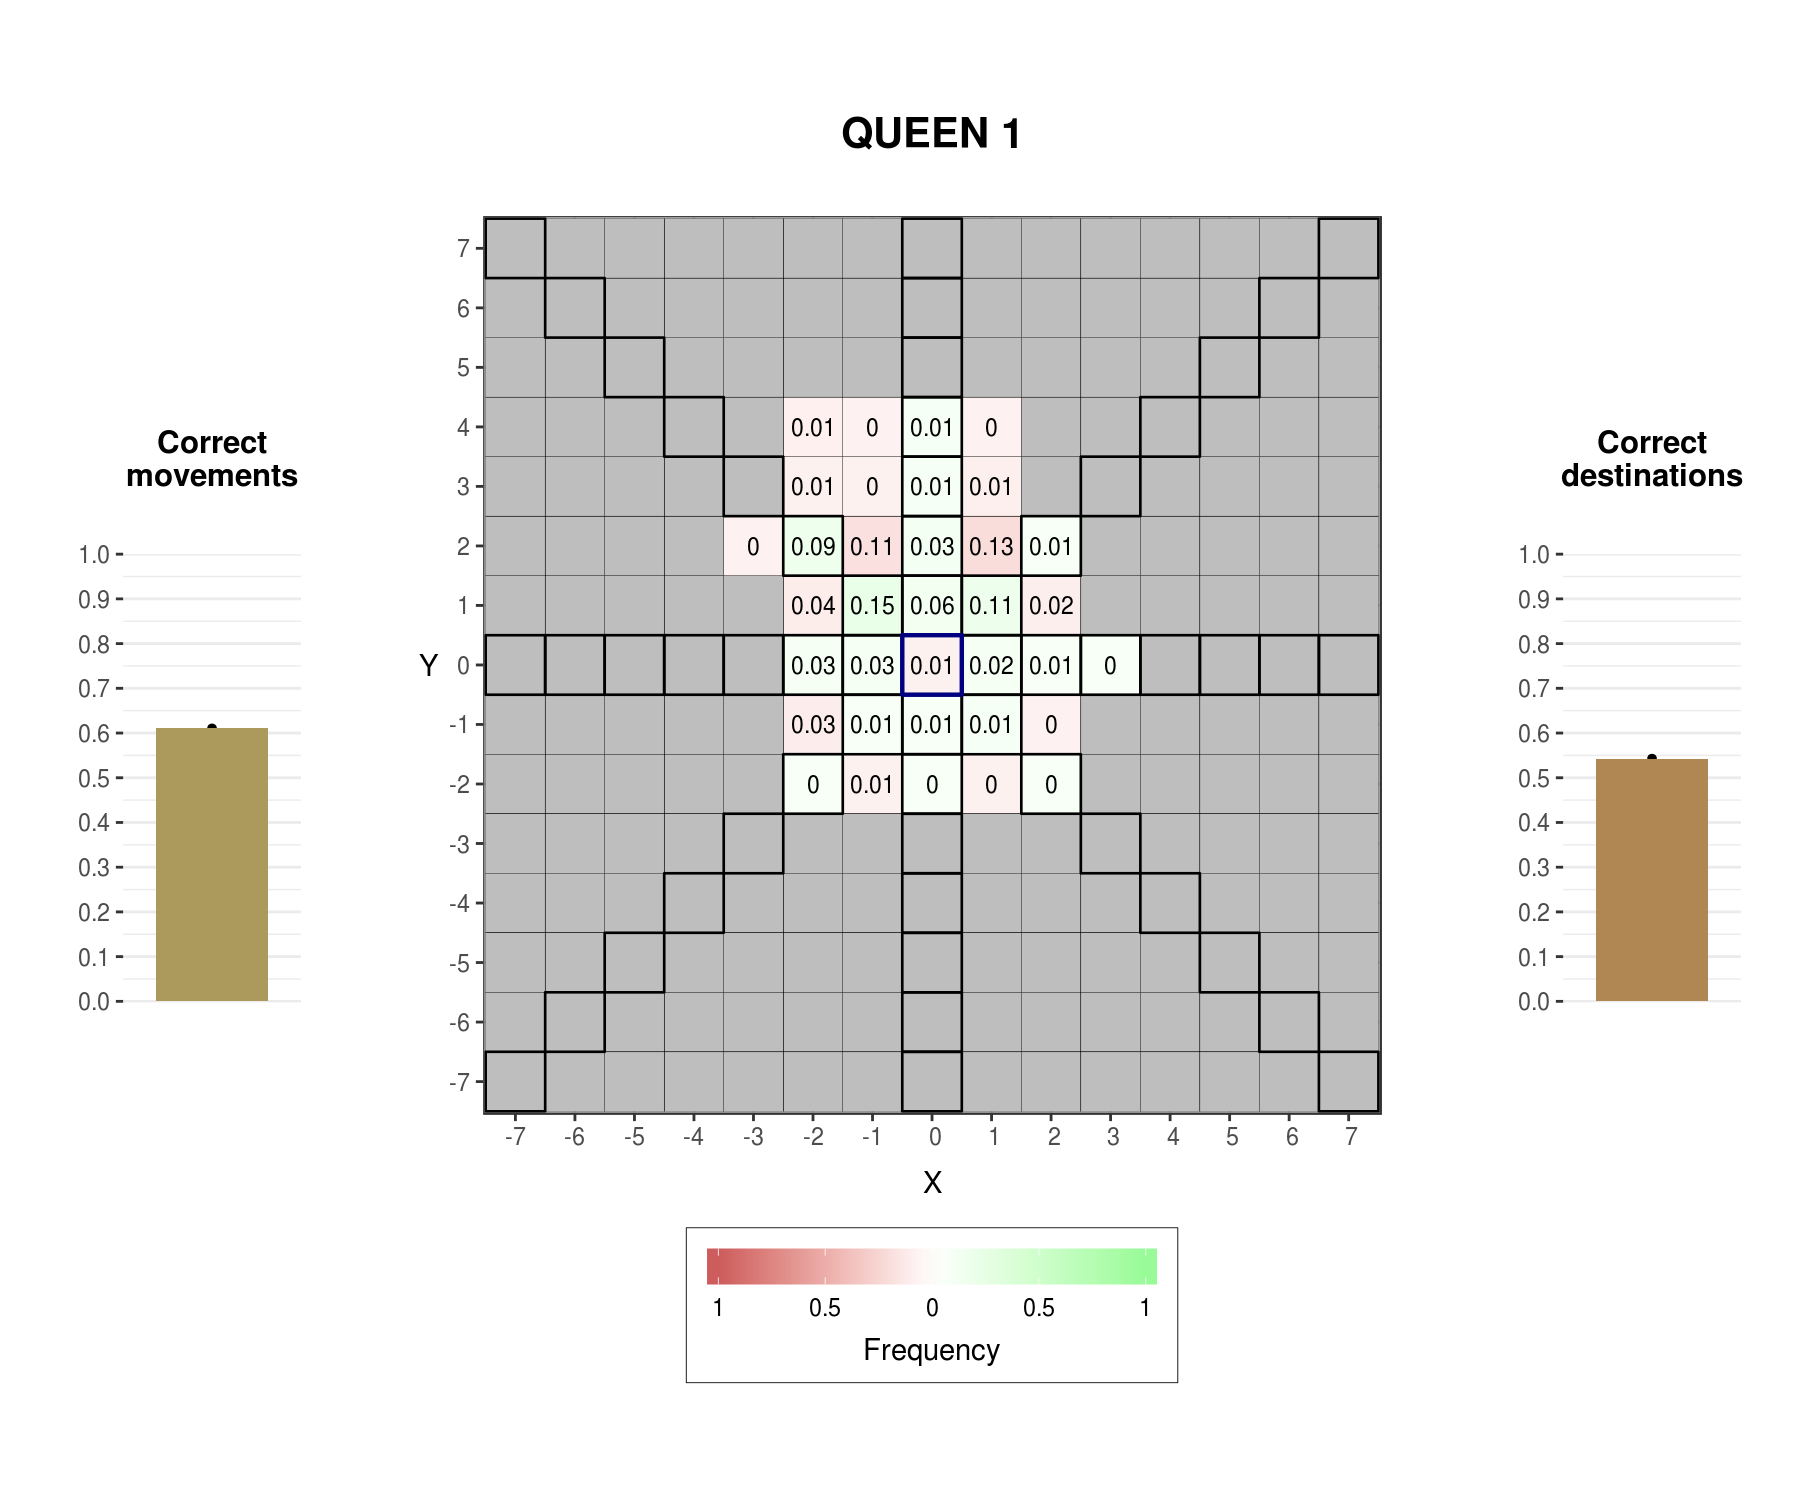 QUEEN 1
Correct
movements
1.0
0.9
0.8
0.7
0.6
0.5
0.4
0.3
0.2
0.1
0.0
Y
7
6
5
4
3
2
1
0
-1
-2
-3
-4
-5
-6
-7
0.01 0 0.01 0
0.01 0 0.01 0.01
0 0.09 0.11 0.03 0.13 0.01
0.04 0.15 0.06 0.11 0.02
0.03 0.03 0.01 0.02 0.01 0
0.03 0.01 0.01 0.01 0
0 0.01 0 0 0
-7 -6 -5 -4 -3 -2 -1 0 1 2 3 4 5 6 7
X
1 0.5 0 0.5 1
Frequency
Correct
destinations
1.0
0.9
0.8
0.7
0.6
0.5
0.4
0.3
0.2
0.1
0.0